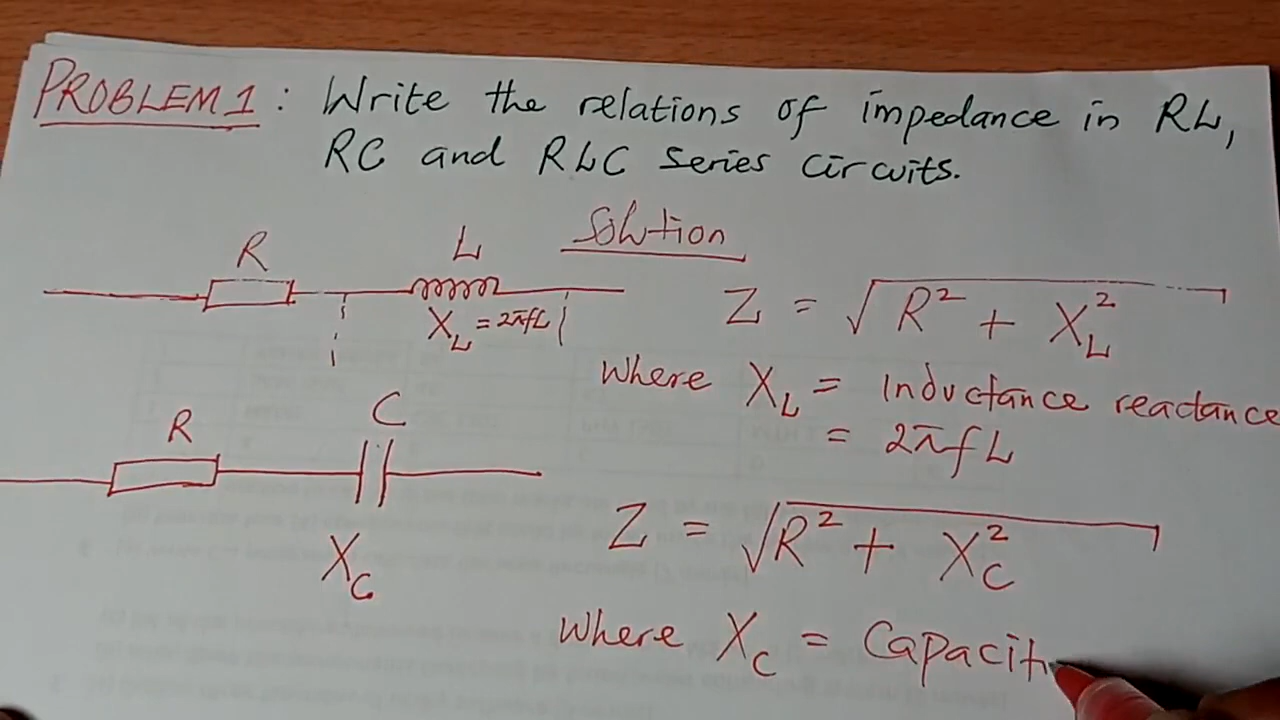 PROBLEM 1 : Write the relations of impedance in RL,
RC and RLC series circuits.
Solution
R L
X_L = 2πfL
Z = √R² + X_L²
where X_L = Inductance reactance
= 2πfL
R C
X_C
Z = √R² + X_C²
where X_C = Capacit